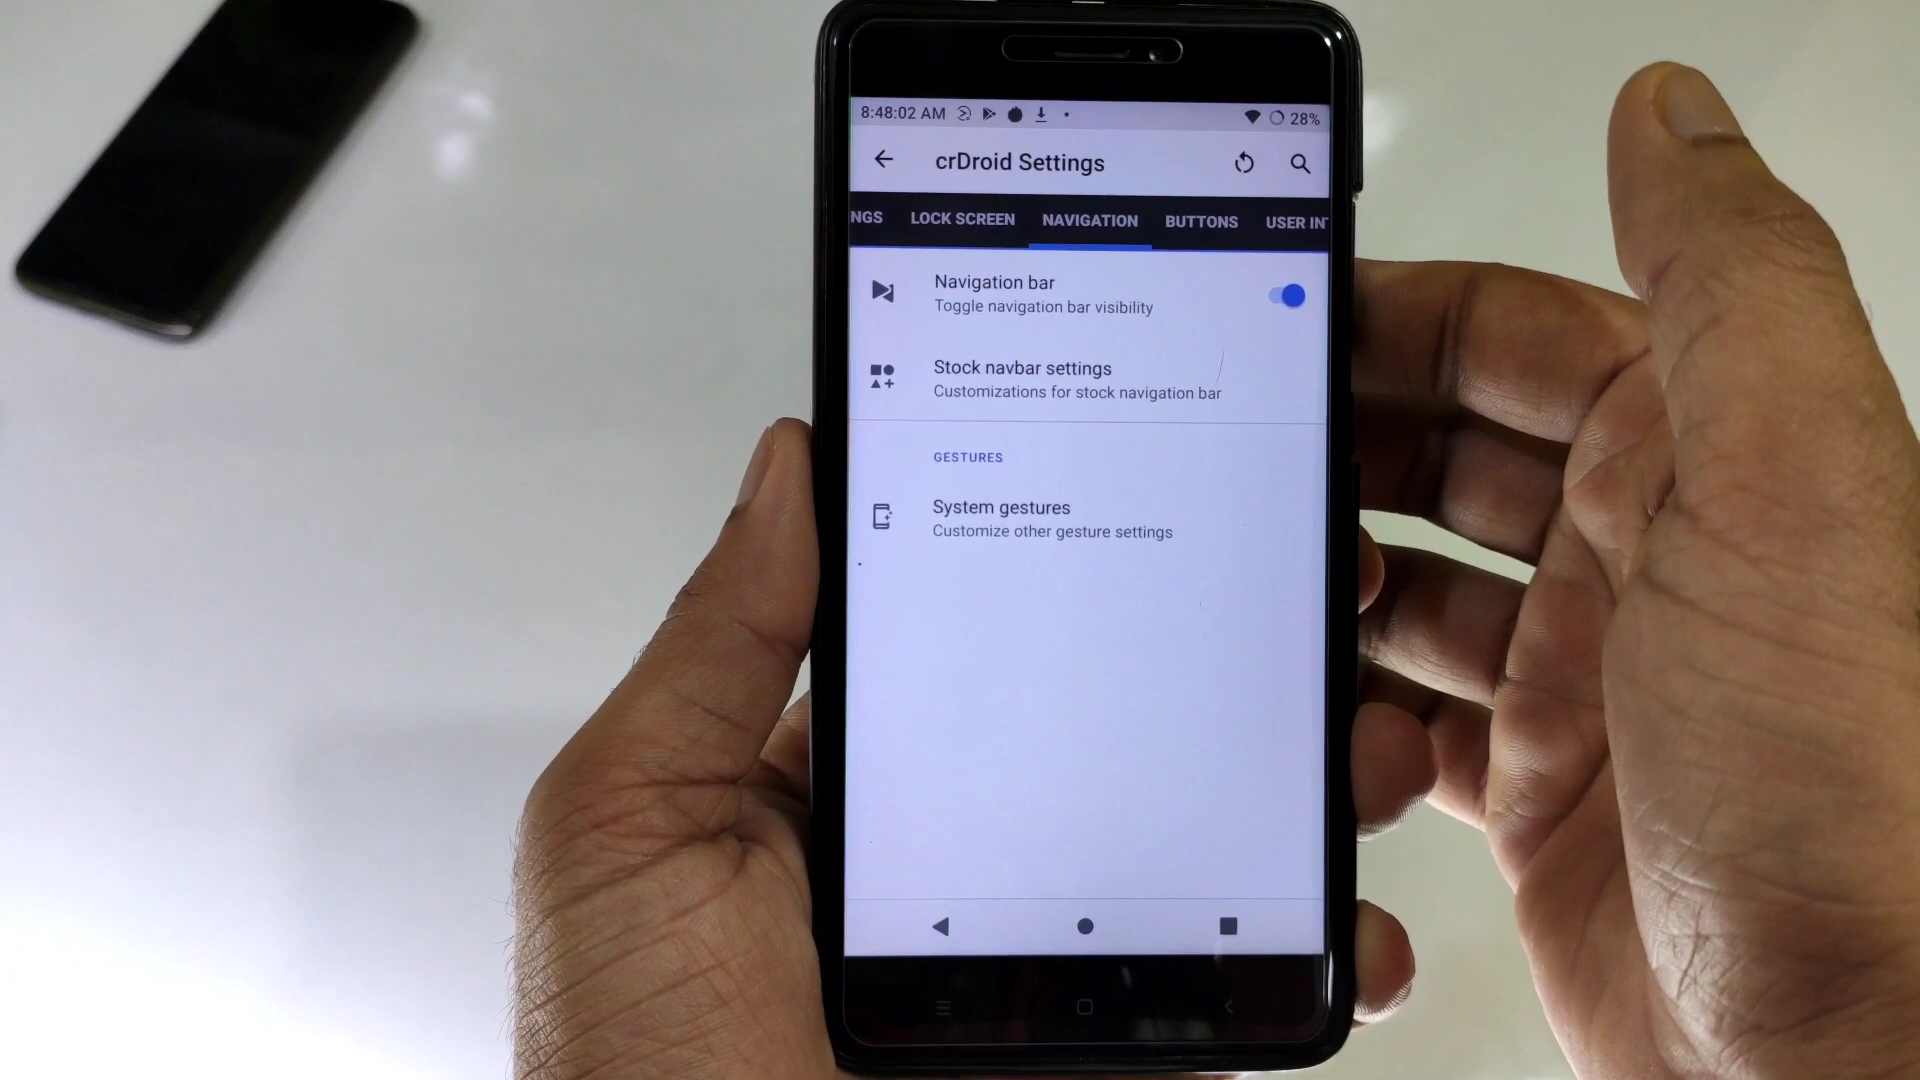 8:48:02 AM 28%
crDroid Settings
NGS LOCK SCREEN NAVIGATION BUTTONS USER IN
Navigation bar
Toggle navigation bar visibility
Stock navbar settings
Customizations for stock navigation bar
GESTURES
System gestures
Customize other gesture settings